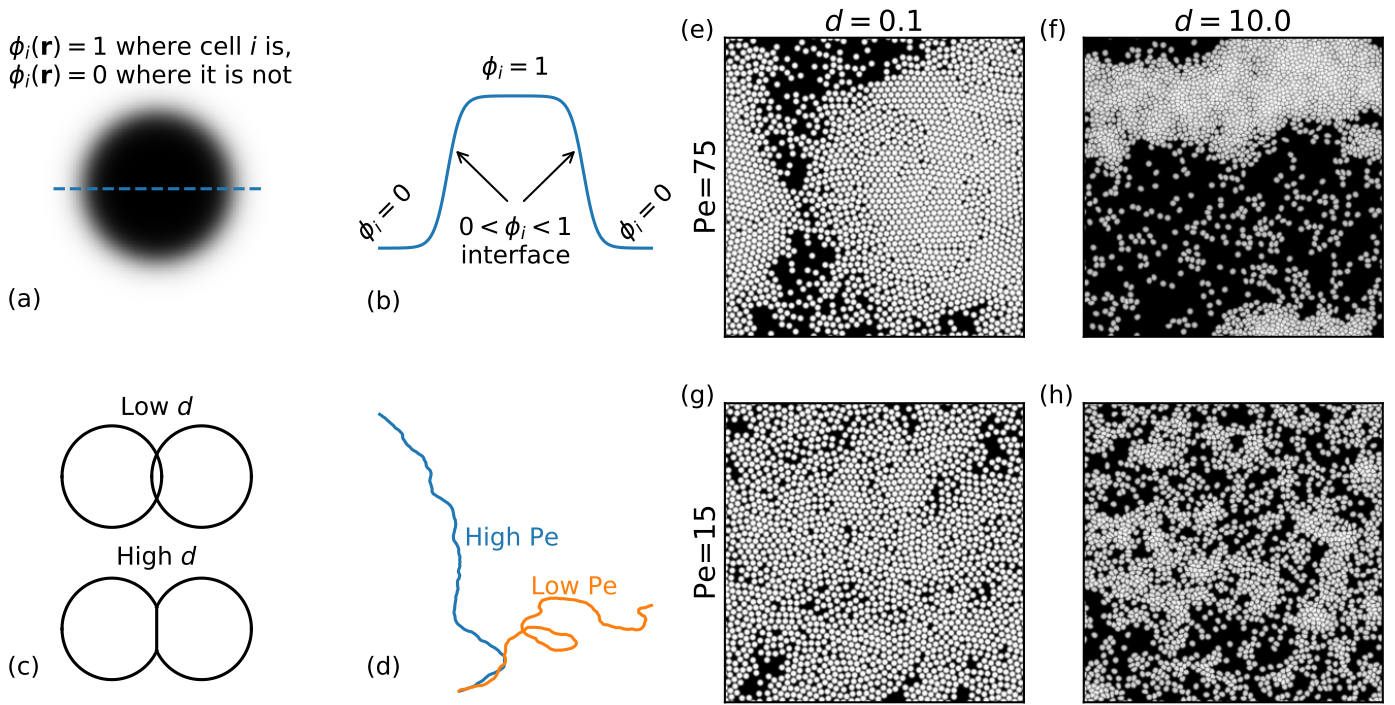 ϕᵢ(𝐫) = 1 where cell i is,
ϕᵢ(𝐫) = 0 where it is not
(a)
ϕᵢ = 1
ϕᵢ = 0
0 < ϕᵢ < 1
interface
ϕᵢ = 0
(b)
Low d
High d
(c)
High Pe
Low Pe
(d)
(e)
d = 0.1
(f)
d = 10.0
Pe=75
(g)
(h)
Pe=15